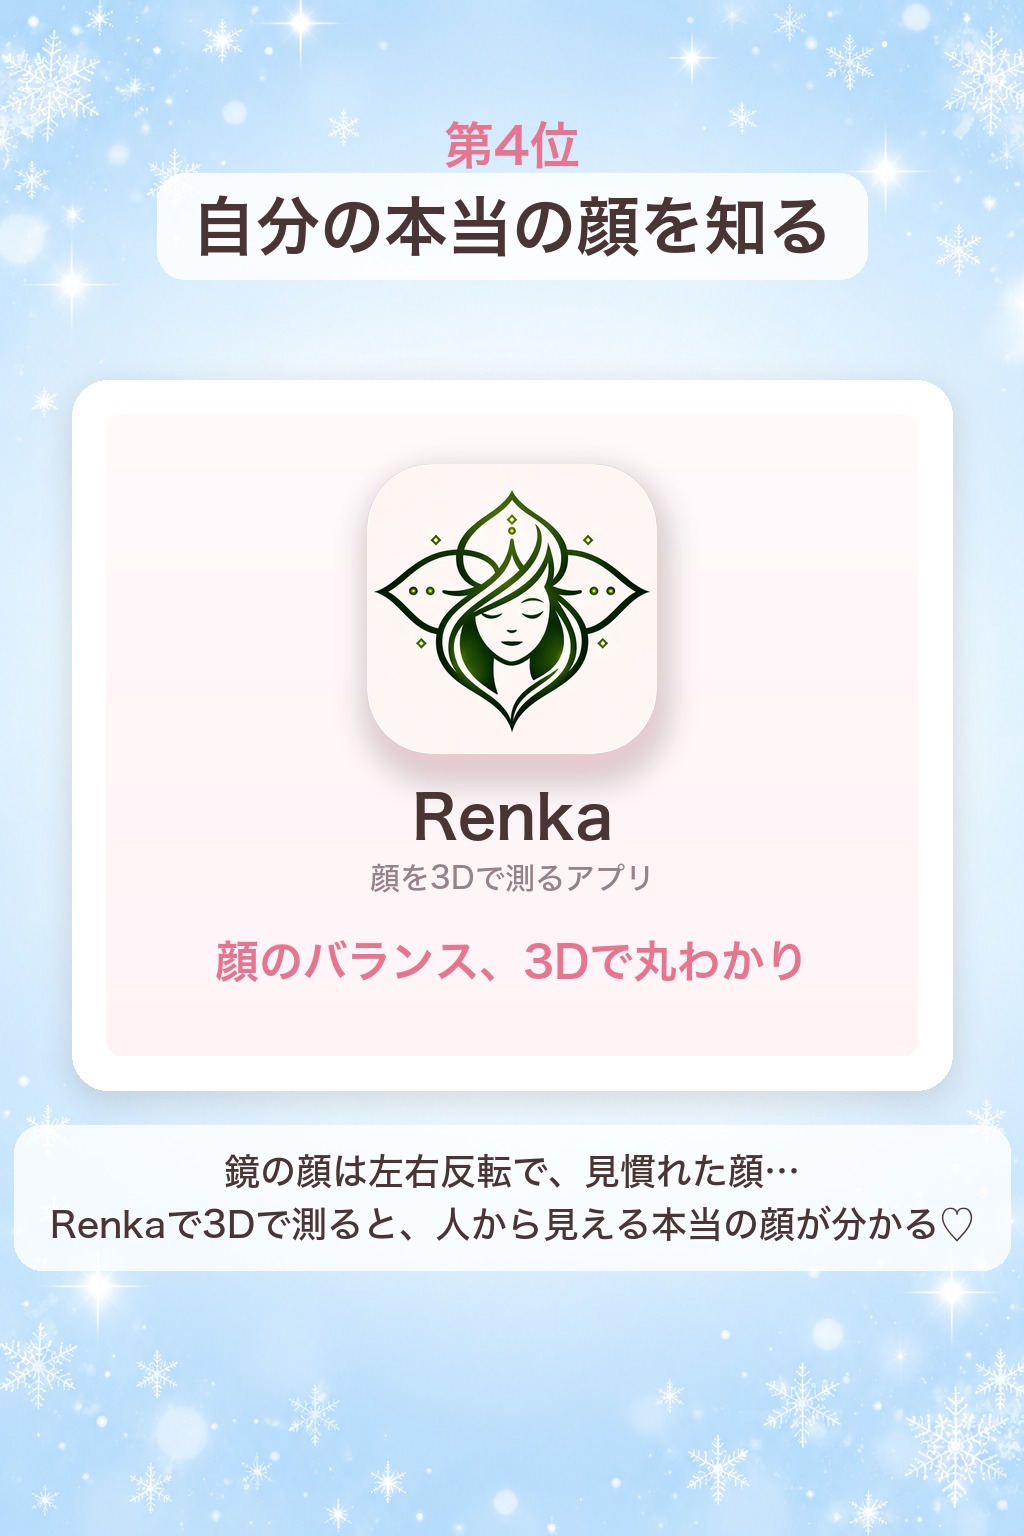 第4位
自分の本当の顔を知る
Renka
顔を3Dで測るアプリ
顔のバランス、3Dで丸わかり
鏡の顔は左右反転で、見慣れた顔…
Renkaで3Dで測ると、人から見える本当の顔が分かる♡